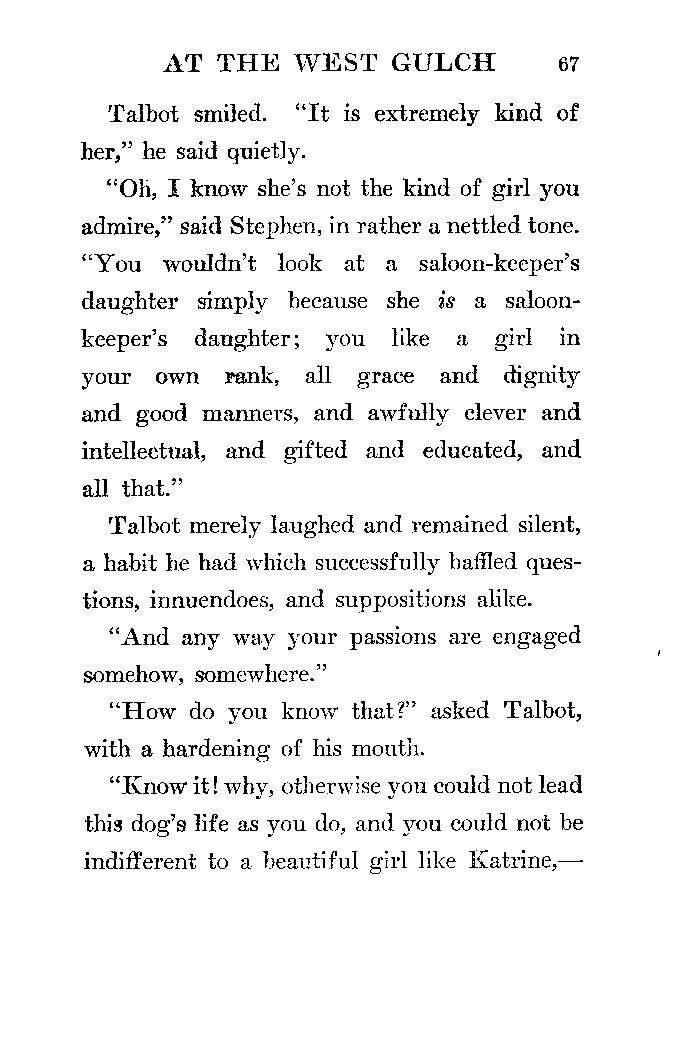 AT THE WEST GULCH 67
Talbot smiled. “It is extremely kind of
her,” he said quietly.
“Oh, I know she’s not the kind of girl you
admire,” said Stephen, in rather a nettled tone.
“You wouldn’t look at a saloon-keeper’s
daughter simply because she is a saloon-
keeper’s daughter; you like a girl in
your own rank, all grace and dignity
and good manners, and awfully clever and
intellectual, and gifted and educated, and
all that.”
Talbot merely laughed and remained silent,
a habit he had which successfully baffled ques-
tions, innuendoes, and suppositions alike.
“And any way your passions are engaged
somehow, somewhere.”
“How do you know that?” asked Talbot,
with a hardening of his mouth.
“Know it! why, otherwise you could not lead
this dog’s life as you do, and you could not be
indifferent to a beautiful girl like Katrine,—